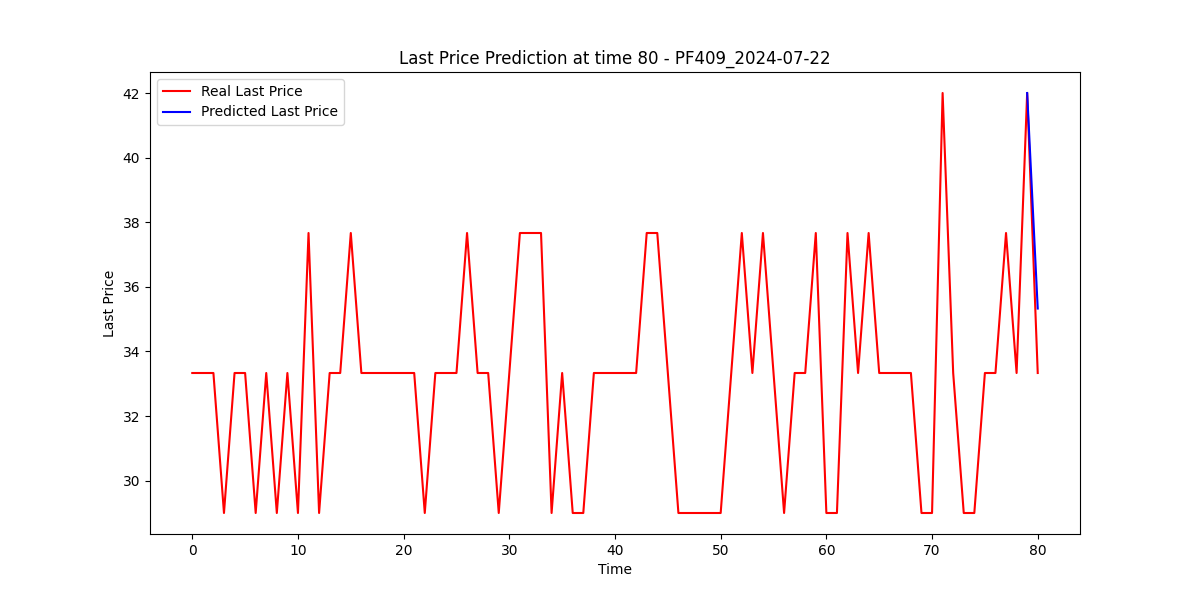 Last Price Prediction at time 80 - PF409_2024-07-22
Real Last Price
Predicted Last Price
Last Price
42
40
38
36
34
32
30
0 10 20 30 40 50 60 70 80
Time